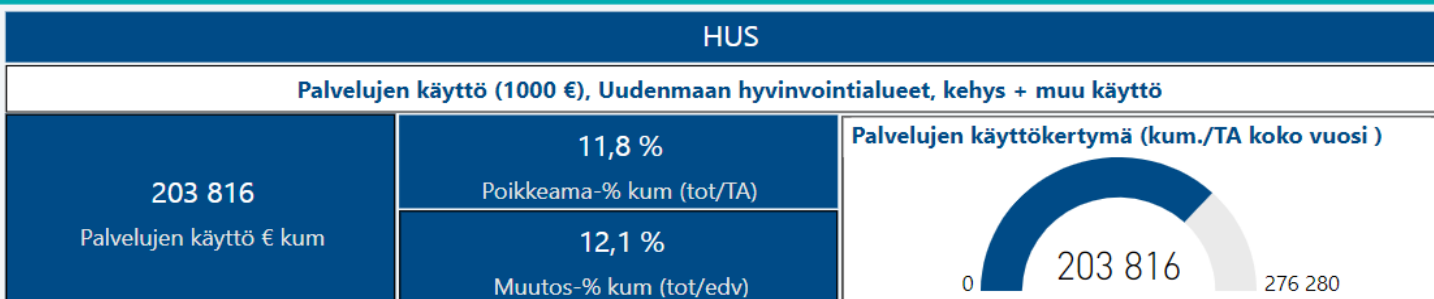 HUS
Palvelujen käyttö (1000 €), Uudenmaan hyvinvointialueet, kehys + muu käyttö
203 816
Palvelujen käyttö € kum
11,8 %
Poikkeama-% kum (tot/TA)
12,1 %
Muutos-% kum (tot/edv)
Palvelujen käyttökertymä (kum./TA koko vuosi )
203 816
0
276 280